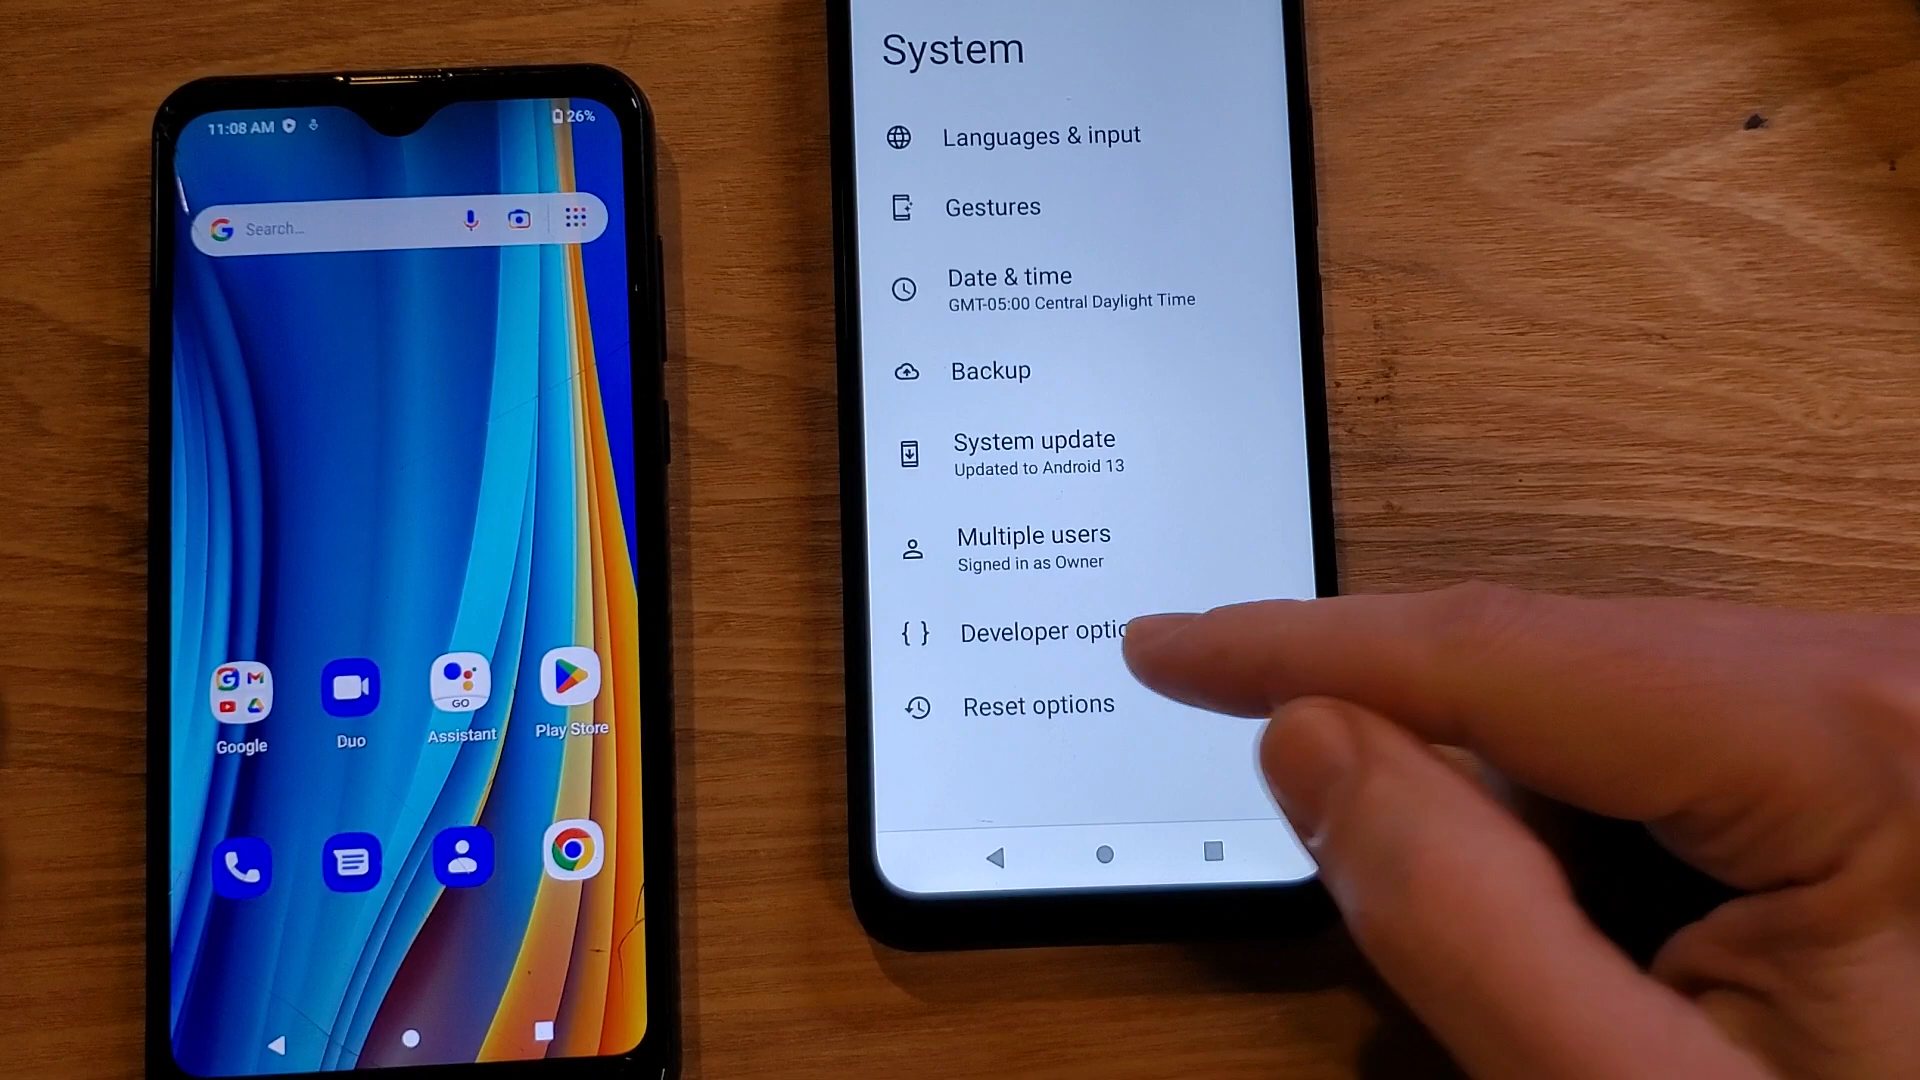 11:08 AM
26%
Search...
GO
Google
Duo
Assistant
Play Store
System
Languages & input
Gestures
Date & time
GMT-05:00 Central Daylight Time
Backup
System update
Updated to Android 13
Multiple users
Signed in as Owner
{ } Developer optio
Reset options